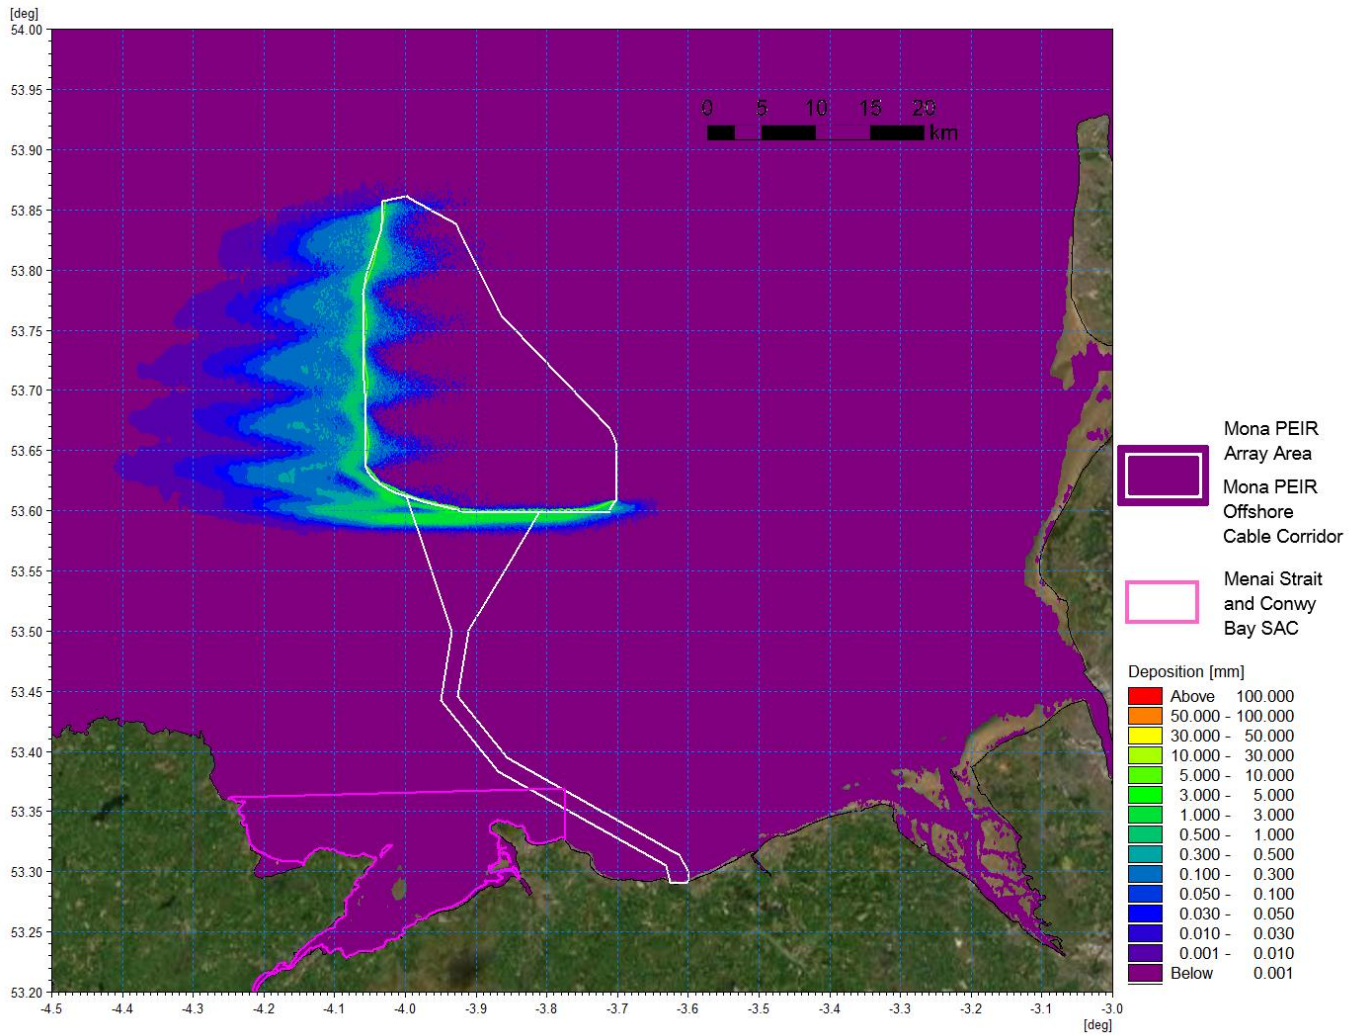 [deg]
54.00
53.95
53.90
53.85
53.80
53.75
53.70
53.65
53.60
53.55
53.50
53.45
53.40
53.35
53.30
53.25
53.20
0 5 10 15 20
km
-4.5 -4.4 -4.3 -4.2 -4.1 -4.0 -3.9 -3.8 -3.7 -3.6 -3.5 -3.4 -3.3 -3.2 -3.1 -3.0
[deg]
Mona PEIR
Array Area
Mona PEIR
Offshore
Cable Corridor
Menai Strait
and Conwy
Bay SAC
Deposition [mm]
Above 100.000
50.000 - 100.000
30.000 - 50.000
10.000 - 30.000
5.000 - 10.000
3.000 - 5.000
1.000 - 3.000
0.500 - 1.000
0.300 - 0.500
0.100 - 0.300
0.050 - 0.100
0.030 - 0.050
0.010 - 0.030
0.001 - 0.010
Below 0.001